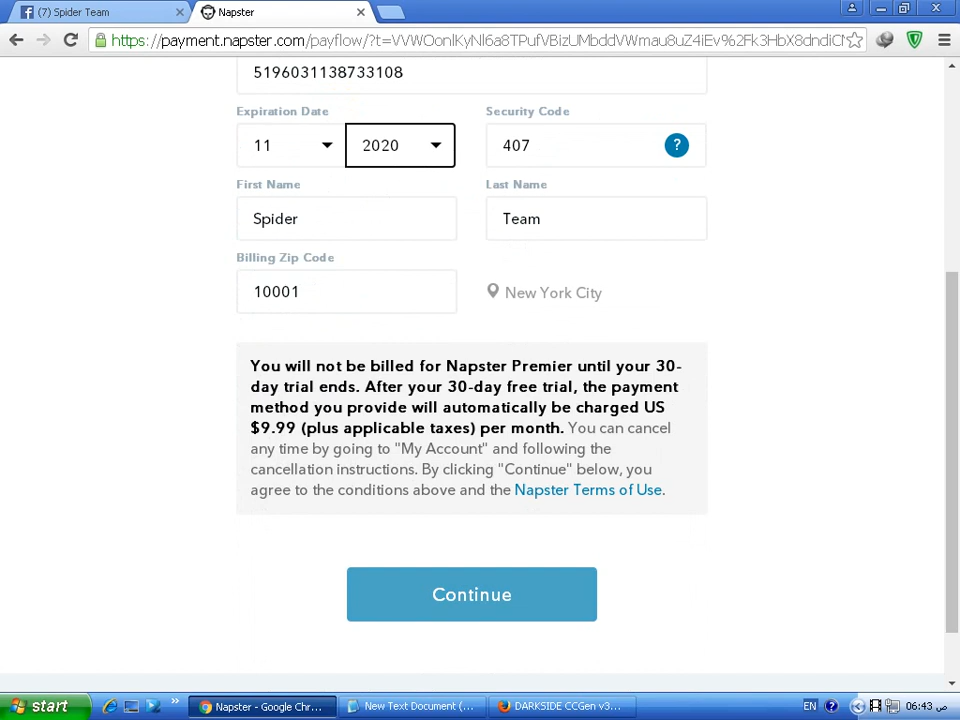 (7) Spider Team
Napster
https://payment.napster.com/payflow/?t=VVWOonlKyNl6a8TPufVBizUMbddVWmau8uZ4iEv%2Fk3HbX8dndiC
5196031138733108
Expiration Date
Security Code
11
2020
407
?
First Name
Last Name
Spider
Team
Billing Zip Code
10001
New York City
You will not be billed for Napster Premier until your 30-
day trial ends. After your 30-day free trial, the payment
method you provide will automatically be charged US
$9.99 (plus applicable taxes) per month. You can cancel
any time by going to "My Account" and following the
cancellation instructions. By clicking "Continue" below, you
agree to the conditions above and the Napster Terms of Use.
Continue
start
Napster - Google Chr...
New Text Document (...
DARKSIDE CCGen v3...
EN
06:43 ص